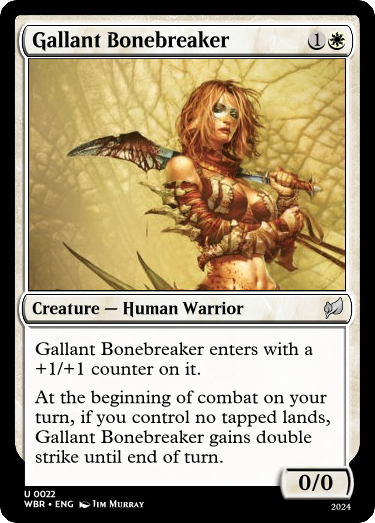 Gallant Bonebreaker 1
Creature — Human Warrior
Gallant Bonebreaker enters with a
+1/+1 counter on it.
At the beginning of combat on your
turn, if you control no tapped lands,
Gallant Bonebreaker gains double
strike until end of turn.
0/0
U 0022
WBR • ENG Jim Murray
2024